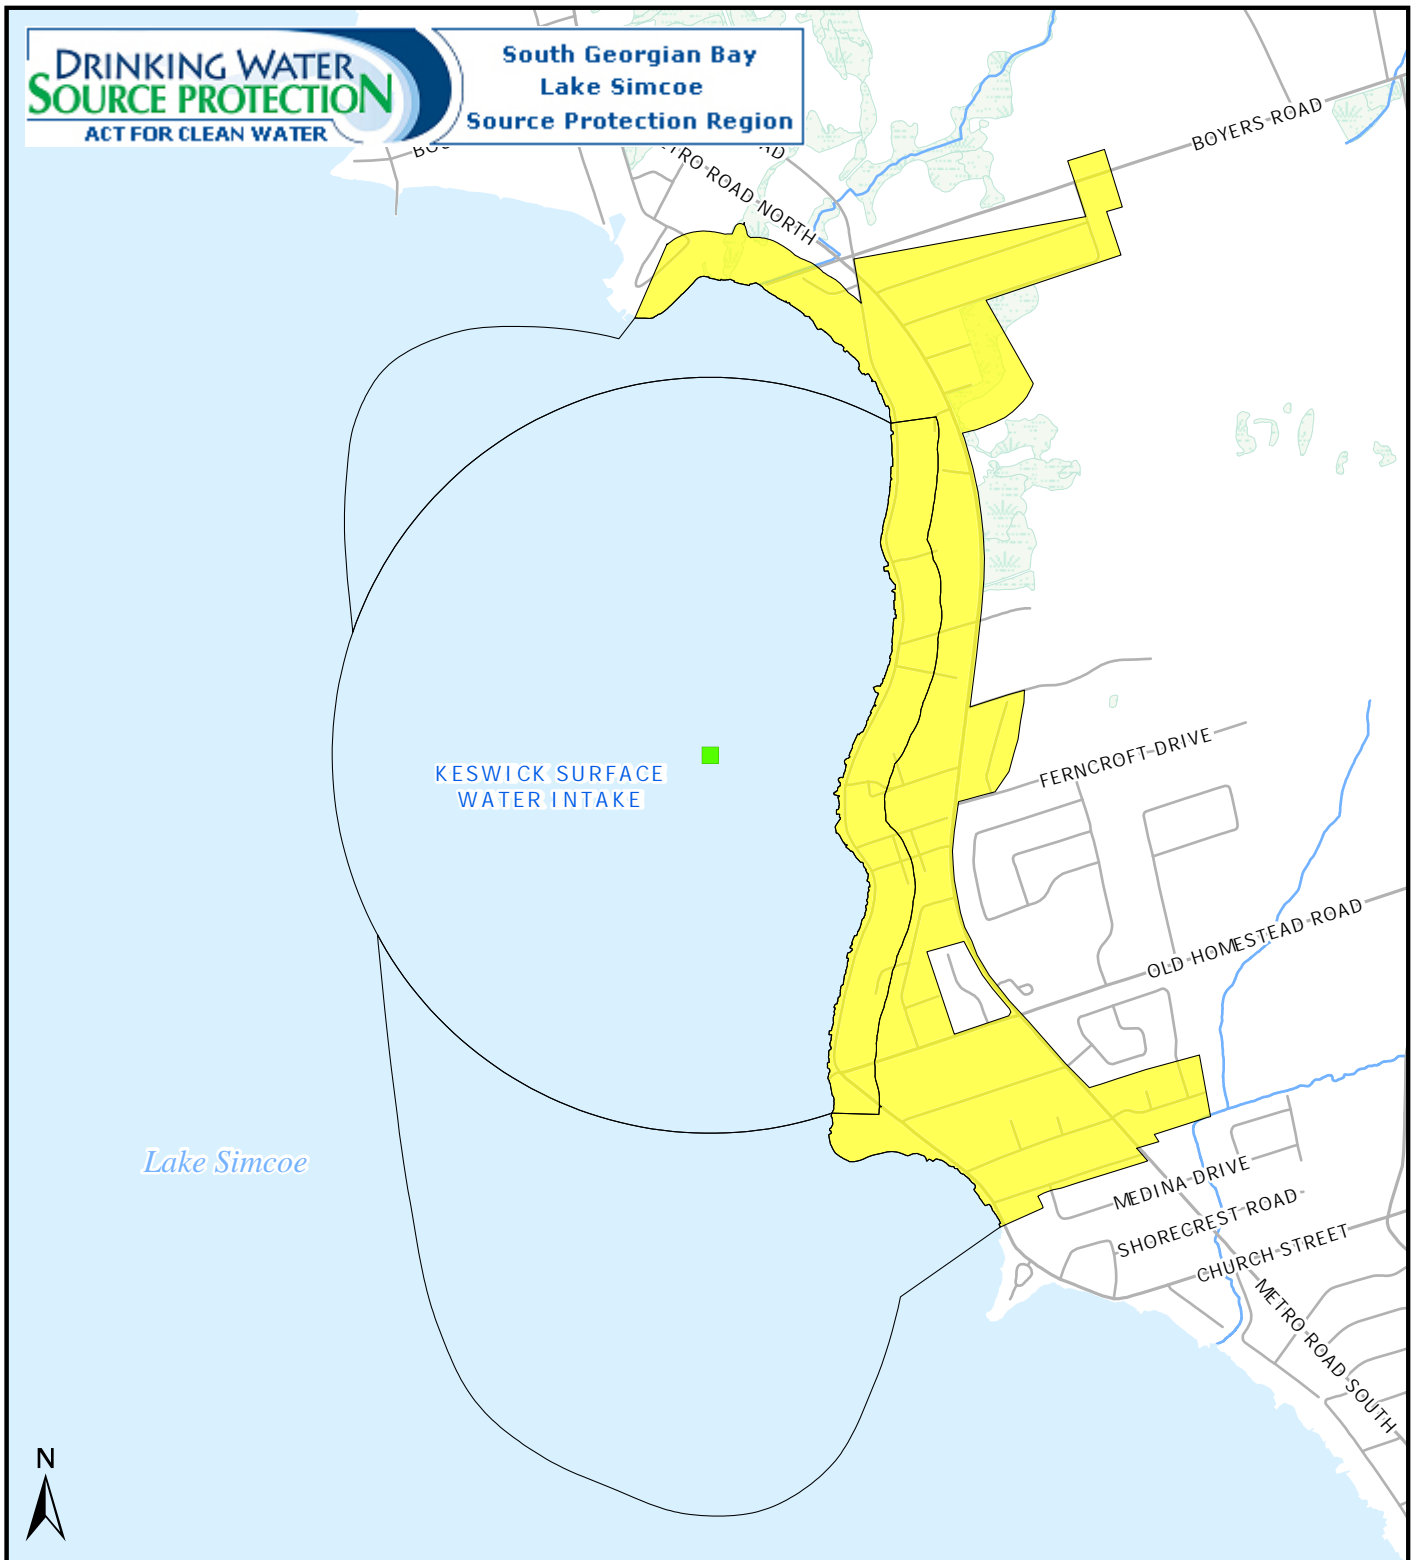 DRINKING WATER
SOURCE PROTECTION
ACT FOR CLEAN WATER
South Georgian Bay
Lake Simcoe
Source Protection Region
METRO ROAD NORTH
BOYERS ROAD
KESWICK SURFACE
WATER INTAKE
FERNCROFT DRIVE
OLD HOMESTEAD ROAD
Lake Simcoe
MEDINA DRIVE
SHORECREST ROAD
CHURCH STREET
METRO ROAD SOUTH
N